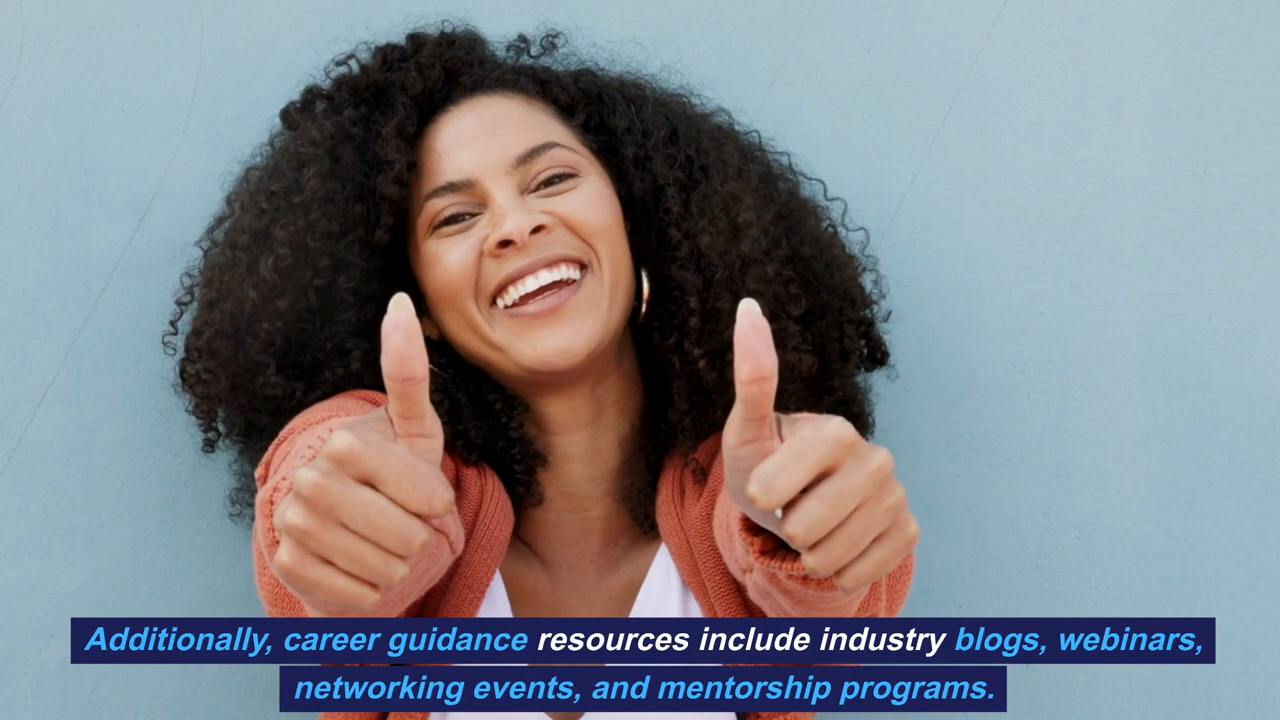 Additionally, career guidance resources include industry blogs, webinars,
networking events, and mentorship programs.